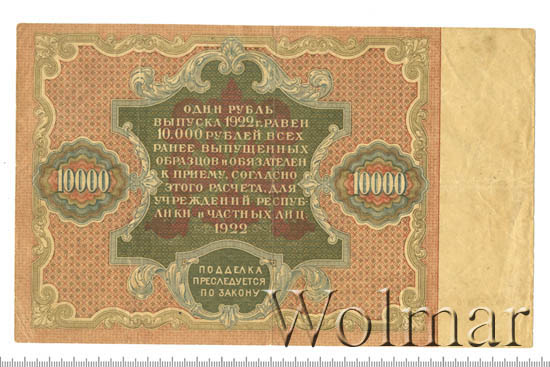 ОДИН РУБЛЬ
ВЫПУСКА 1922 г. РАВЕН
10.000 РУБЛЕЙ ВСЕХ
РАНЕЕ ВЫПУЩЕННЫХ
ОБРАЗЦОВ и ОБЯЗАТЕЛЕН
К ПРИЕМУ, СОГЛАСНО
ЭТОГО РАСЧЕТА, ДЛЯ
УЧРЕЖДЕНИЙ РЕСПУБ-
ЛИКИ и ЧАСТНЫХ ЛИЦ.
1922
10000
10000
ПОДДЕЛКА
ПРЕСЛЕДУЕТСЯ
ПО ЗАКОНУ
Wolmar